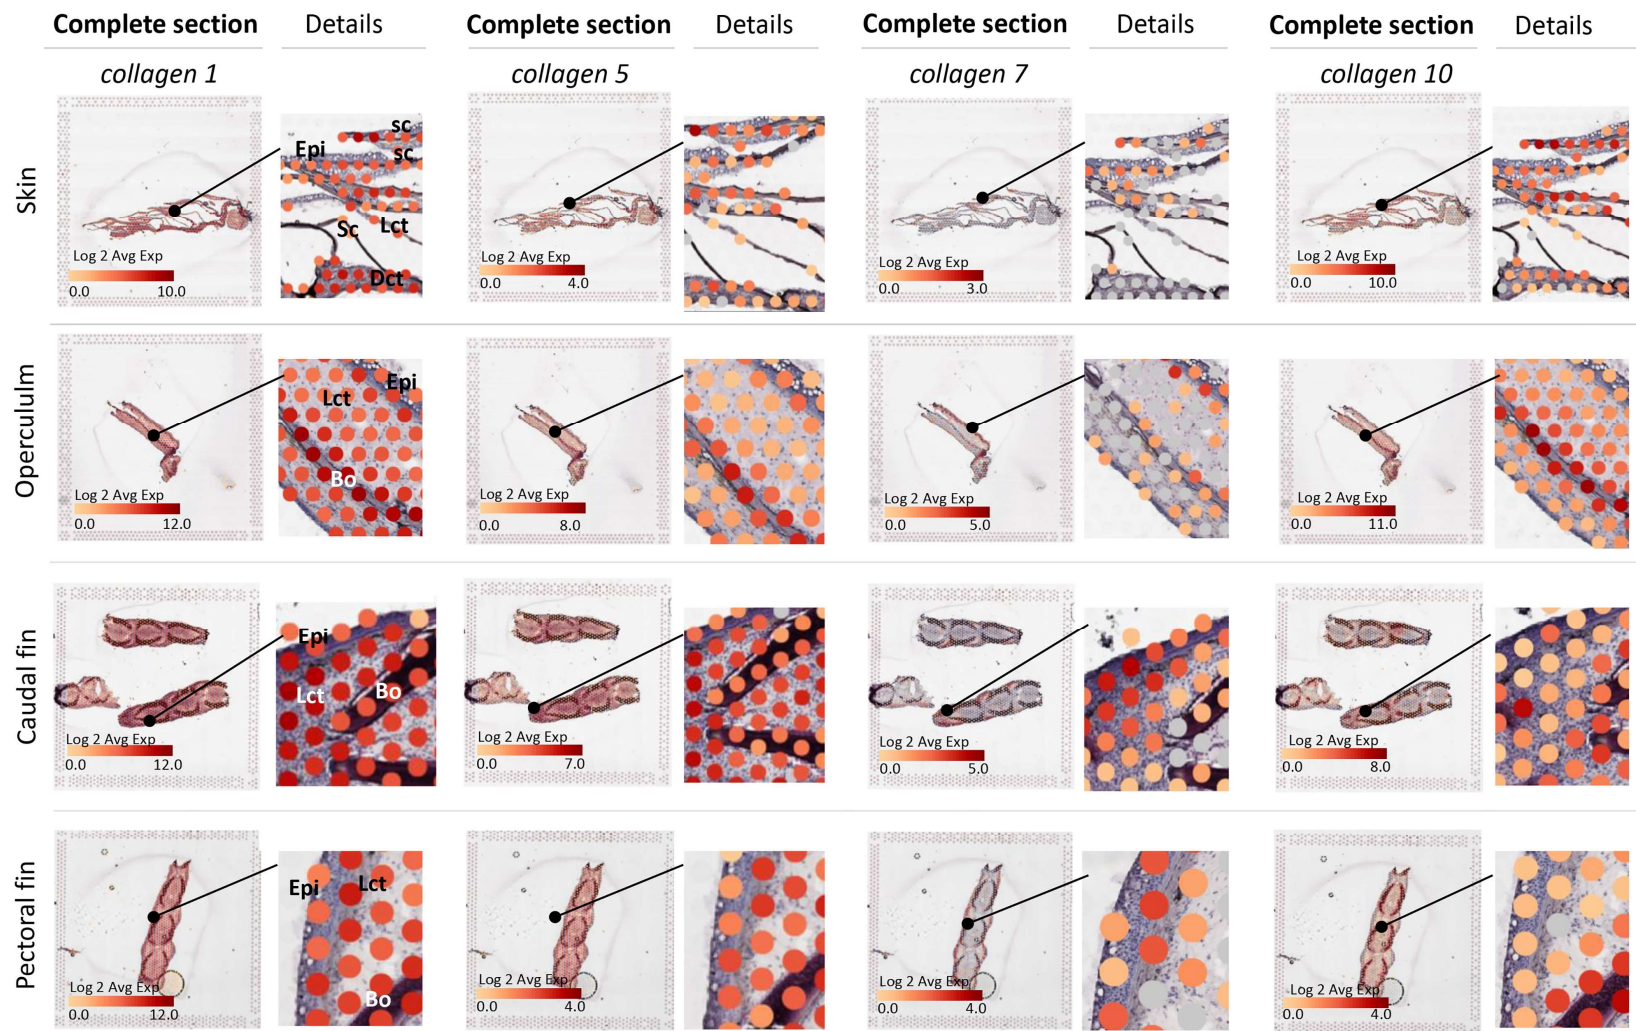 Complete section Details Complete section Details Complete section Details Complete section Details
collagen 1 collagen 5 collagen 7 collagen 10
Skin
sc
Epi
sc
Sc
Lct
Dct
Log 2 Avg Exp
0.0 10.0
Log 2 Avg Exp
0.0 4.0
Log 2 Avg Exp
0.0 3.0
Log 2 Avg Exp
0.0 10.0
Opercululm
Epi
Lct
Bo
Log 2 Avg Exp
0.0 12.0
Log 2 Avg Exp
0.0 8.0
Log 2 Avg Exp
0.0 5.0
Log 2 Avg Exp
0.0 11.0
Caudal fin
Epi
Lct
Bo
Log 2 Avg Exp
0.0 12.0
Log 2 Avg Exp
0.0 7.0
Log 2 Avg Exp
0.0 5.0
Log 2 Avg Exp
0.0 8.0
Pectoral fin
Epi
Lct
Bo
Log 2 Avg Exp
0.0 12.0
Log 2 Avg Exp
0.0 4.0
Log 2 Avg Exp
0.0 4.0
Log 2 Avg Exp
0.0 4.0